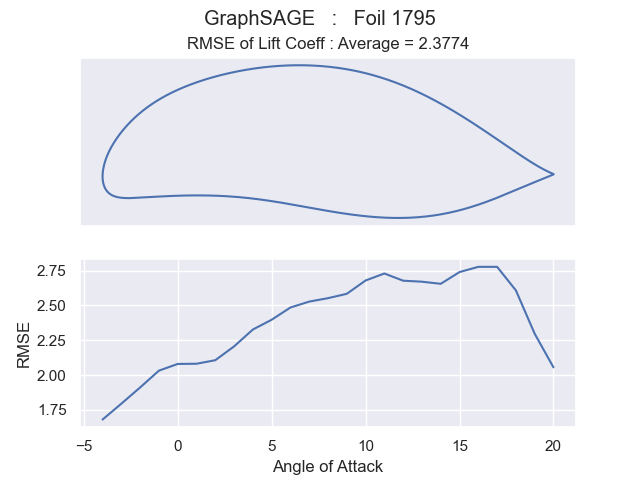 GraphSAGE : Foil 1795
RMSE of Lift Coeff : Average = 2.3774
2.75
2.50
2.25
2.00
1.75
RMSE
−5 0 5 10 15 20
Angle of Attack